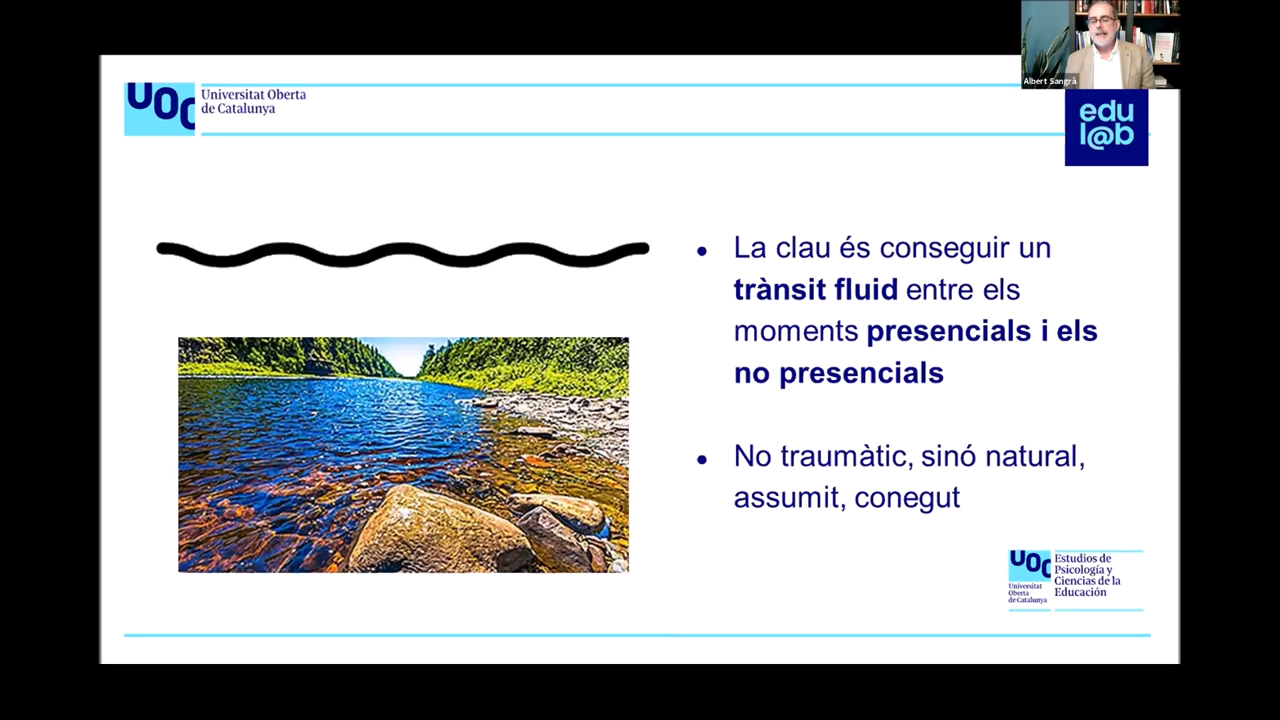 Albert Sangrà
UOC
Universitat Oberta
de Catalunya
edu
l@b
La clau és conseguir un
trànsit fluid entre els
moments presencials i els
no presencials
No traumàtic, sinó natural,
assumit, conegut
UOC
Universitat
Oberta
de Catalunya
Estudios de
Psicología y
Ciencias de la
Educación